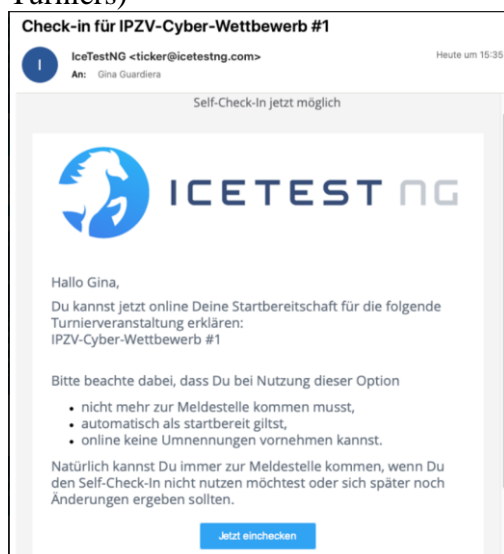 Turniers)
Check-in für IPZV-Cyber-Wettbewerb #1
I
IceTestNG <ticker@icetestng.com>
Heute um 15:35
An: Gina Guardiera
Self-Check-In jetzt möglich
ICETEST NG
Hallo Gina,
Du kannst jetzt online Deine Startbereitschaft für die folgende
Turnierveranstaltung erklären:
IPZV-Cyber-Wettbewerb #1
Bitte beachte dabei, dass Du bei Nutzung dieser Option
• nicht mehr zur Meldestelle kommen musst,
• automatisch als startbereit giltst,
• online keine Umnennungen vornehmen kannst.
Natürlich kannst Du immer zur Meldestelle kommen, wenn Du
den Self-Check-In nicht nutzen möchtest oder sich später noch
Änderungen ergeben sollten.
Jetzt einchecken